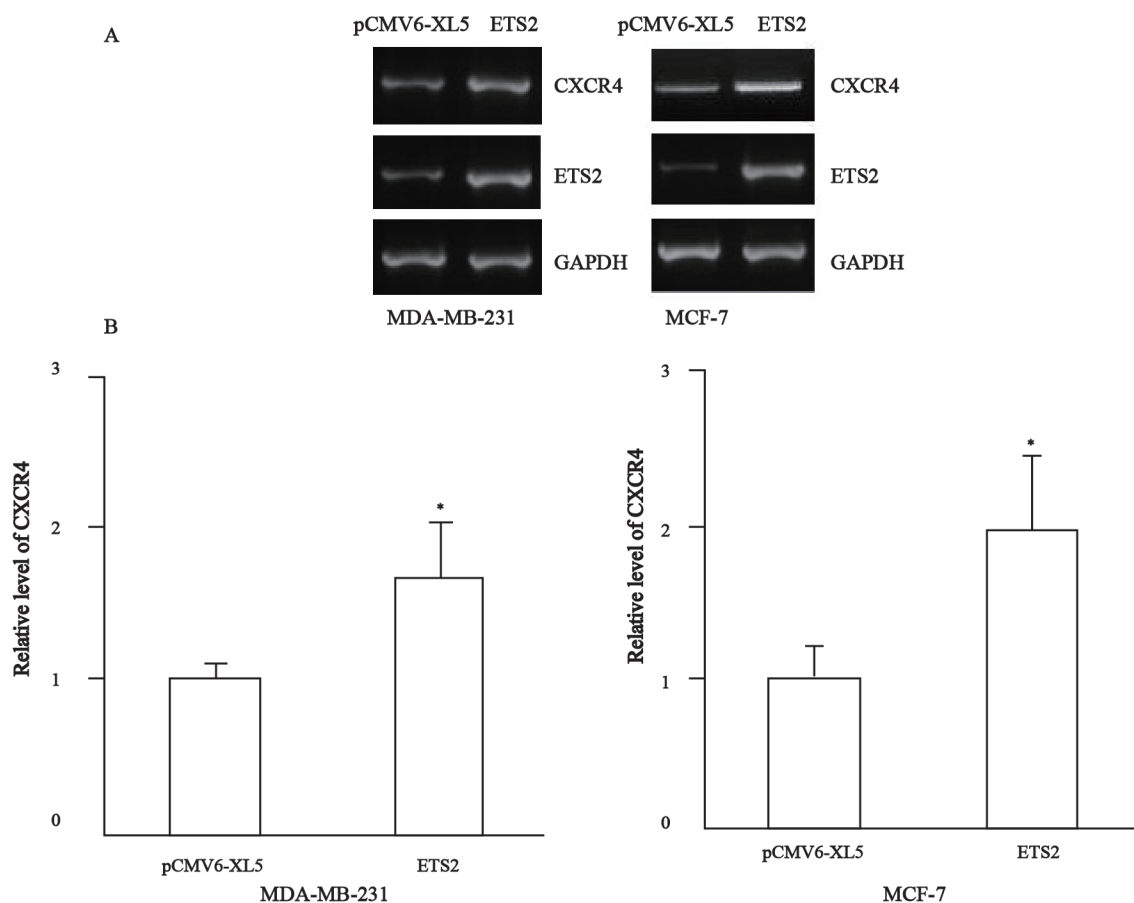 A
pCMV6-XL5 ETS2
pCMV6-XL5 ETS2
CXCR4
CXCR4
ETS2
ETS2
GAPDH
GAPDH
MDA-MB-231
MCF-7
B
3
2
1
0
Relative level of CXCR4
*
pCMV6-XL5
ETS2
MDA-MB-231
3
2
1
0
Relative level of CXCR4
*
pCMV6-XL5
ETS2
MCF-7